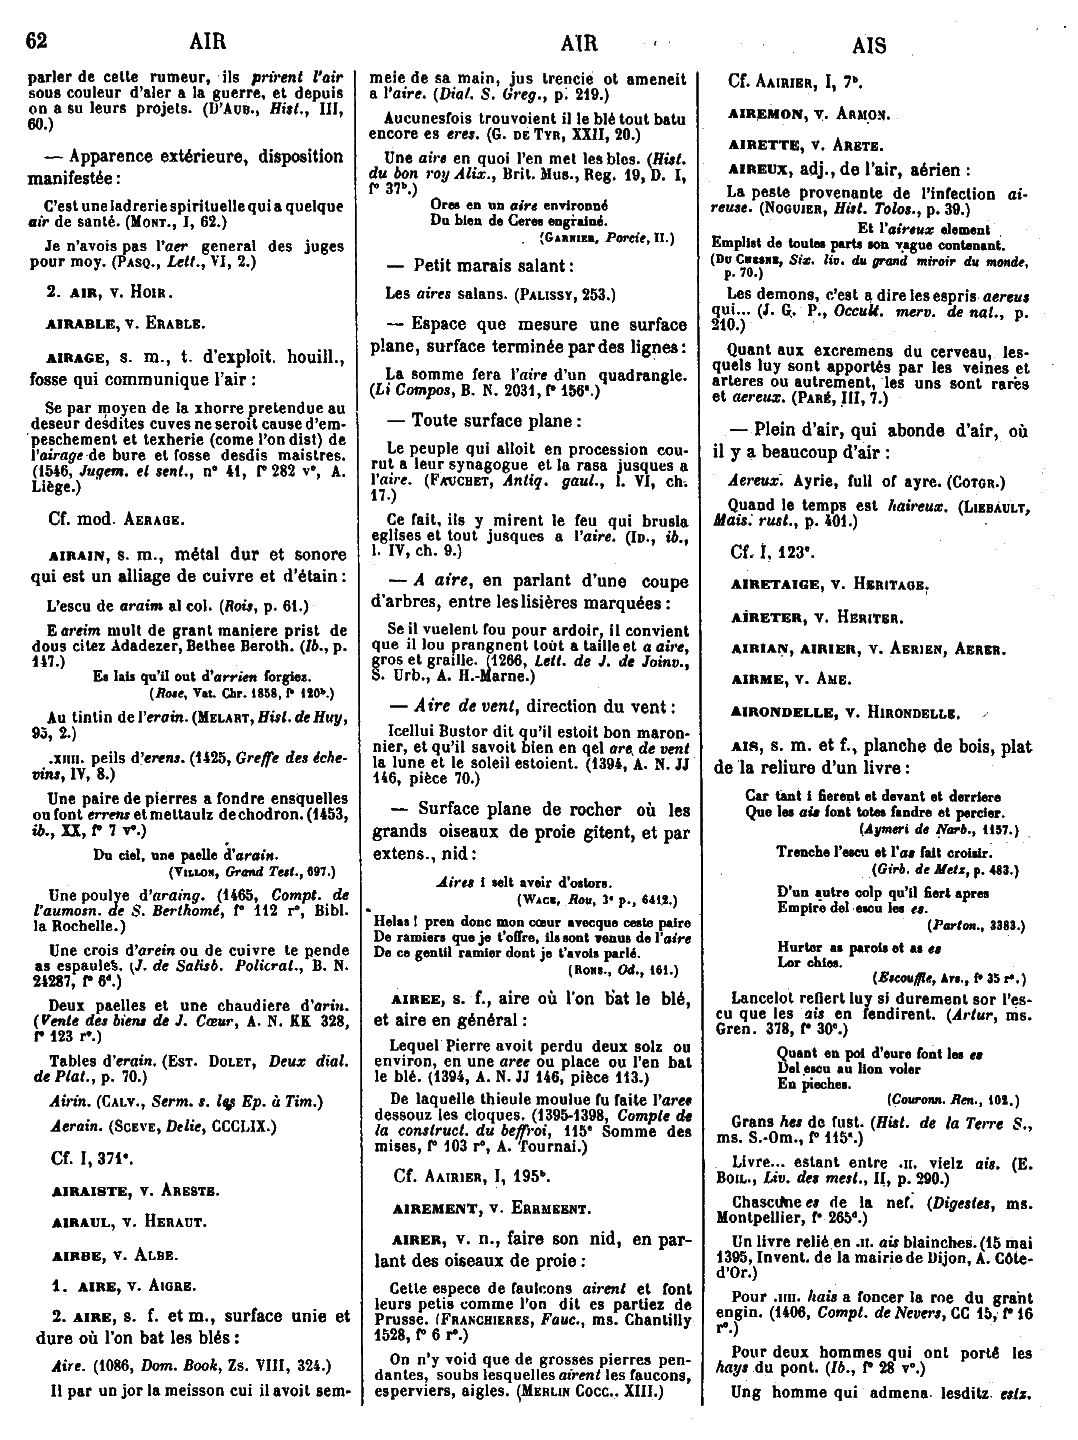 62
AIR
AIR
AIS
parler de cette rumeur, ils prirent l'air
sous couleur d'aler a la guerre, et depuis
on a su leurs projets. (D'AUB., Hist., III,
60.)
— Apparence extérieure, disposition
manifestée :
C'est une ladrerie spirituelle qui a quelque
air de santé. (MONT., I, 62.)
Je n'avois pas l'aer general des juges
pour moy. (PASQ., Lett., VI, 2.)
2. AIR, V. HOIR.
AIRABLE, V. ERABLE.
AIRAGE, s. m., t. d'exploit. houill.,
fosse qui communique l'air :
Se par moyen de la xhorre pretendue au
deseur desdites cuves ne seroit cause d'em-
peschement et texherie (come l'on dist) de
l'airage de bure et fosse desdis maistres.
(1546, Jugem. et sent., n° 41, f° 282 v°, A.
Liège.)
Cf. mod. AERAGE.
AIRAIN, s. m., métal dur et sonore
qui est un alliage de cuivre et d'étain :
L'escu de araim al col. (Rois, p. 61.)
E areim mult de grant maniere prist de
dous citez Adadezer, Bethee Beroth. (Ib., p.
147.)
Es lais qu'il out d'arrien forgiez.
(Rose, Vat. Chr. 1858, f° 120ᵇ.)
Au tintin de l'erain. (MELART, Hist. de Huy,
95, 2.)
.XIIII. peils d'erens. (1425, Greffe des éche-
vins, IV, 8.)
Une paire de pierres a fondre ensquelles
ou font errens et mettaulz de chodron. (1453,
ib., XX, f° 7 v°.)
Du ciel, une paelle d'arain.
(VILLON, Grand Test., 697.)
Une poulye d'araing. (1465, Compt. de
l'aumosn. de S. Berthomé, f° 112 r°, Bibl.
la Rochelle.)
Une crois d'arein ou de cuivre te pende
as espaules. (J. de Salisb. Policrat., B. N.
24287, f° 6ᵈ.)
Deux paelles et une chaudiere d'arin.
(Vente des biens de J. Cœur, A. N. KK 328,
f° 123 r°.)
Tables d'erain. (EST. DOLET, Deux dial.
de Plat., p. 70.)
Airin. (CALV., Serm. s. les Ep. à Tim.)
Aerain. (SCEVE, Delie, CCCLIX.)
Cf. I, 371ᶜ.
AIRAISTE, V. ARESTE.
AIRAUL, V. HERAUT.
AIRBE, V. ALBE.
1. AIRE, V. AIGRE.
2. AIRE, s. f. et m., surface unie et
dure où l'on bat les blés :
Aire. (1086, Dom. Book, Zs. VIII, 324.)
Il par un jor la meisson cui il avoit sem-
meie de sa main, jus trencie ot ameneit
a l'aire. (Dial. S. Greg., p. 219.)
Aucunesfois trouvoient il le blé tout batu
encore es eres. (G. DE TYR, XXII, 20.)
Une aire en quoi l'en met les bles. (Hist.
du bon roy Alix., Brit. Mus., Reg. 19, D. I,
f° 37ᵇ.)
Ores en un aire environné
Du bien de Ceres engrainé.
(GARNIER, Porcie, II.)
— Petit marais salant :
Les aires salans. (PALISSY, 253.)
— Espace que mesure une surface
plane, surface terminée par des lignes :
La somme fera l'aire d'un quadrangle.
(Li Compos, B. N. 2031, f° 156ᵃ.)
— Toute surface plane :
Le peuple qui alloit en procession cou-
rut a leur synagogue et la rasa jusques a
l'aire. (FAUCHET, Antiq. gaul., l. VI, ch.
17.)
Ce fait, ils y mirent le feu qui brusla
eglises et tout jusques a l'aire. (ID., ib.,
l. IV, ch. 9.)
— A aire, en parlant d'une coupe
d'arbres, entre les lisières marquées :
Se il vuelent fou pour ardoir, il convient
que il lou prangnent tout a taille et a aire,
gros et graille. (1266, Lett. de J. de Joinv.,
S. Urb., A. H.-Marne.)
— Aire de vent, direction du vent :
Icellui Bustor dit qu'il estoit bon maron-
nier, et qu'il savoit bien en qel are de vent
la lune et le soleil estoient. (1394, A. N. JJ
146, pièce 70.)
— Surface plane de rocher où les
grands oiseaux de proie gîtent, et par
extens., nid :
Aires i selt aveir d'ostors.
(WACE, Rou, 3ᵉ p., 6412.)
Helas ! pren donc mon cœur avecque ceste paire
De ramiers que je t'offre, ils sont venus de l'aire
De ce gentil ramier dont je t'avois parlé.
(RONS., Od., 161.)
AIREE, s. f., aire où l'on bat le blé,
et aire en général :
Lequel Pierre avoit perdu deux solz ou
environ, en une aree ou place ou l'en bat
le blé. (1394, A. N. JJ 146, pièce 113.)
De laquelle thieule moulue fu faite l'aree
dessouz les cloques. (1395-1398, Compte de
la construct. du beffroi, 115ᵉ Somme des
mises, f° 103 r°, A. Tournai.)
Cf. AAIRIER, I, 195ᵇ.
AIREMENT, V. ERRMEENT.
AIRER, v. n., faire son nid, en par-
lant des oiseaux de proie :
Cette espece de faulcons airent et font
leurs petis comme l'on dit es partiez de
Prusse. (FRANCHIERES, Fauc., ms. Chantilly
1528, f° 6 r°.)
On n'y void que de grosses pierres pen-
dantes, soubs lesquelles airent les faucons,
esperviers, aigles. (MERLIN COCC.. XIII.)
Cf. AAIRIER, I, 7ᵇ.
AIREMON, V. ARMON.
AIRETTE, V. ARETE.
AIREUX, adj., de l'air, aérien :
La peste provenante de l'infection ai-
reuse. (NOGUIER, Hist. Tolos., p. 39.)
Et l'aireux element
Emplist de toutes parts son vague contenant.
(DU CHESNE, Six. liv. du grand miroir du monde,
p. 70.)
Les demons, c'est a dire les espris aereus
qui... (J. G. P., Occult. merv. de nat., p.
210.)
Quant aux excremens du cerveau, les-
quels luy sont apportés par les veines et
arteres ou autrement, les uns sont rares
et aereux. (PARÉ, III, 7.)
— Plein d'air, qui abonde d'air, où
il y a beaucoup d'air :
Aereux. Ayrie, full of ayre. (COTGR.)
Quand le temps est haireux. (LIEBAULT,
Mais. rust., p. 401.)
Cf. I, 123ᶜ.
AIRETAIGE, V. HERITAGE.
AIRETER, V. HERITER.
AIRIAN, AIRIER, V. AERIEN, AERER.
AIRME, V. AME.
AIRONDELLE, V. HIRONDELLE.
AIS, s. m. et f., planche de bois, plat
de la reliure d'un livre :
Car tant i fierent et devant et derriere
Que les ais font totes fandre et percier.
(Aymeri de Narb., 1157.)
Trenche l'escu et l'as fait croisir.
(Girb. de Metz, p. 483.)
D'un autre colp qu'il fiert apres
Empire del escu les es.
(Parton., 3383.)
Hurter as parois et as es
Lor chies.
(Escouffle, Ars., f° 35 r°.)
Lancelot refiert luy si durement sor l'es-
cu que les ais en fendirent. (Artur, ms.
Gren. 378, f° 30ᶜ.)
Quant en poi d'eure font les es
Del escu au lion voler
En pieches.
(Couronn. Ren., 102.)
Grans hes de fust. (Hist. de la Terre S.,
ms. S.-Om., f° 115ᵃ.)
Livre... estant entre .II. vielz ais. (E.
BOIL., Liv. des mest., II, p. 290.)
Chascune es de la nef. (Digestes, ms.
Montpellier, f° 265ᵈ.)
Un livre relié en .II. ais blainches. (15 mai
1395, Invent. de la mairie de Dijon, A. Côte-
d'Or.)
Pour .IIII. hais a foncer la roe du grant
engin. (1406, Compt. de Nevers, CC 15, f° 16
r°.)
Pour deux hommes qui ont porté les
hays du pont. (Ib., f° 28 v°.)
Ung homme qui admena lesditz estz.